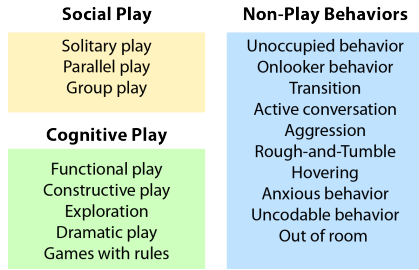 Social Play
Solitary play
Parallel play
Group play
Cognitive Play
Functional play
Constructive play
Exploration
Dramatic play
Games with rules
Non-Play Behaviors
Unoccupied behavior
Onlooker behavior
Transition
Active conversation
Aggression
Rough-and-Tumble
Hovering
Anxious behavior
Uncodable behavior
Out of room